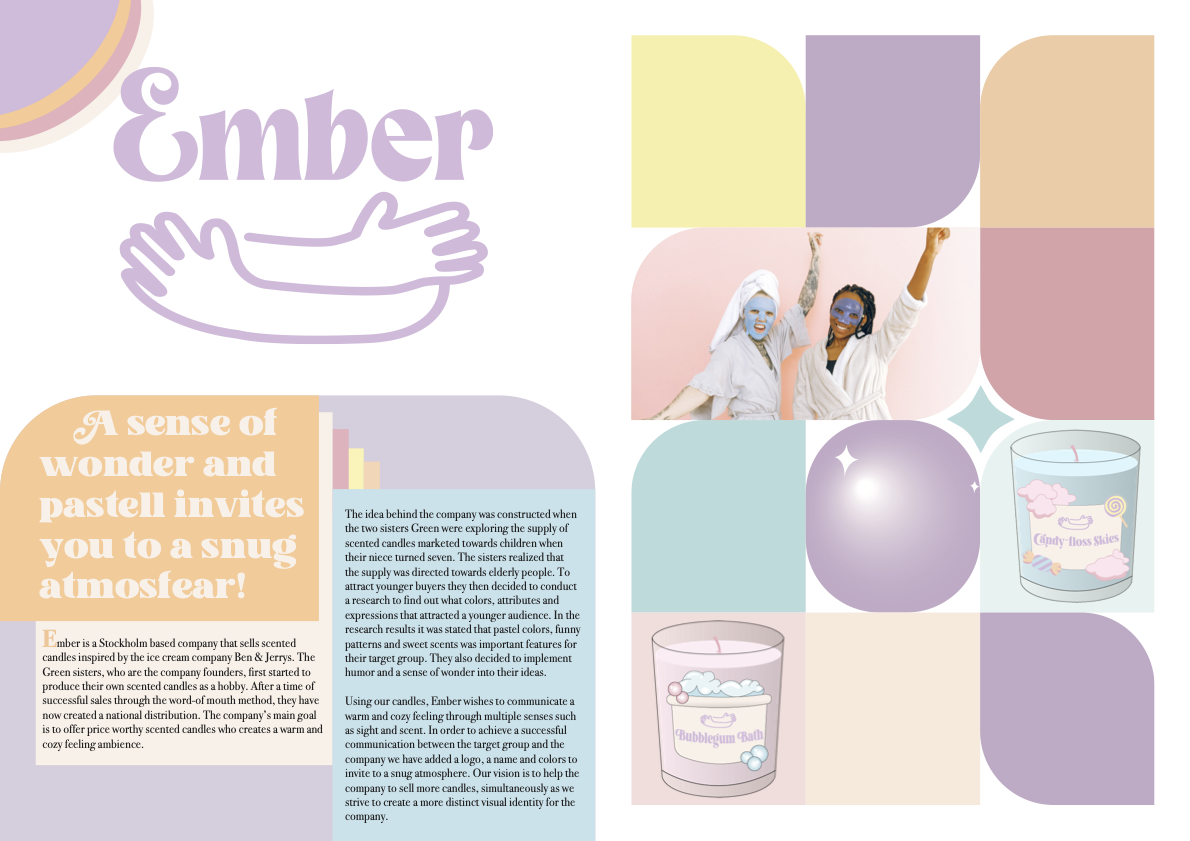 Ember
A sense of
wonder and
pastell invites
you to a snug
atmosfear!
Ember is a Stockholm based company that sells scented
candles inspired by the ice cream company Ben & Jerrys. The
Green sisters, who are the company founders, first started to
produce their own scented candles as a hobby. After a time of
successful sales through the word-of mouth method, they have
now created a national distribution. The company's main goal
is to offer price worthy scented candles who creates a warm and
cozy feeling ambience.
The idea behind the company was constructed when
the two sisters Green were exploring the supply of
scented candles marketed towards children when
their niece turned seven. The sisters realized that
the supply was directed towards elderly people. To
attract younger buyers they then decided to conduct
a research to find out what colors, attributes and
expressions that attracted a younger audience. In the
research results it was stated that pastel colors, funny
patterns and sweet scents was important features for
their target group. They also decided to implement
humor and a sense of wonder into their ideas.
Using our candles, Ember wishes to communicate a
warm and cozy feeling through multiple senses such
as sight and scent. In order to achieve a successful
communication between the target group and the
company we have added a logo, a name and colors to
invite to a snug atmosphere. Our vision is to help the
company to sell more candles, simultaneously as we
strive to create a more distinct visual identity for the
company.
Candy-floss Skies
Bubblegum Bath